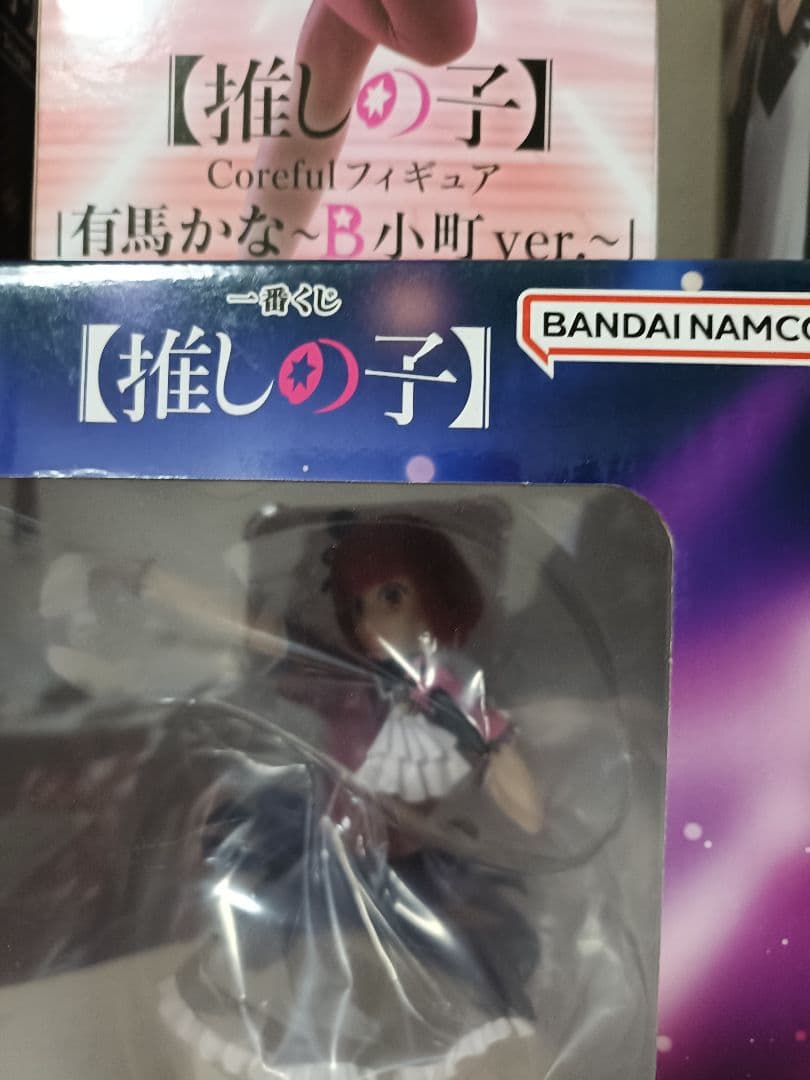 【推しの子】
Corefulフィギュア
「有馬かな～B小町ver.～」
一番くじ
【推しの子】
BANDAI NAMCO